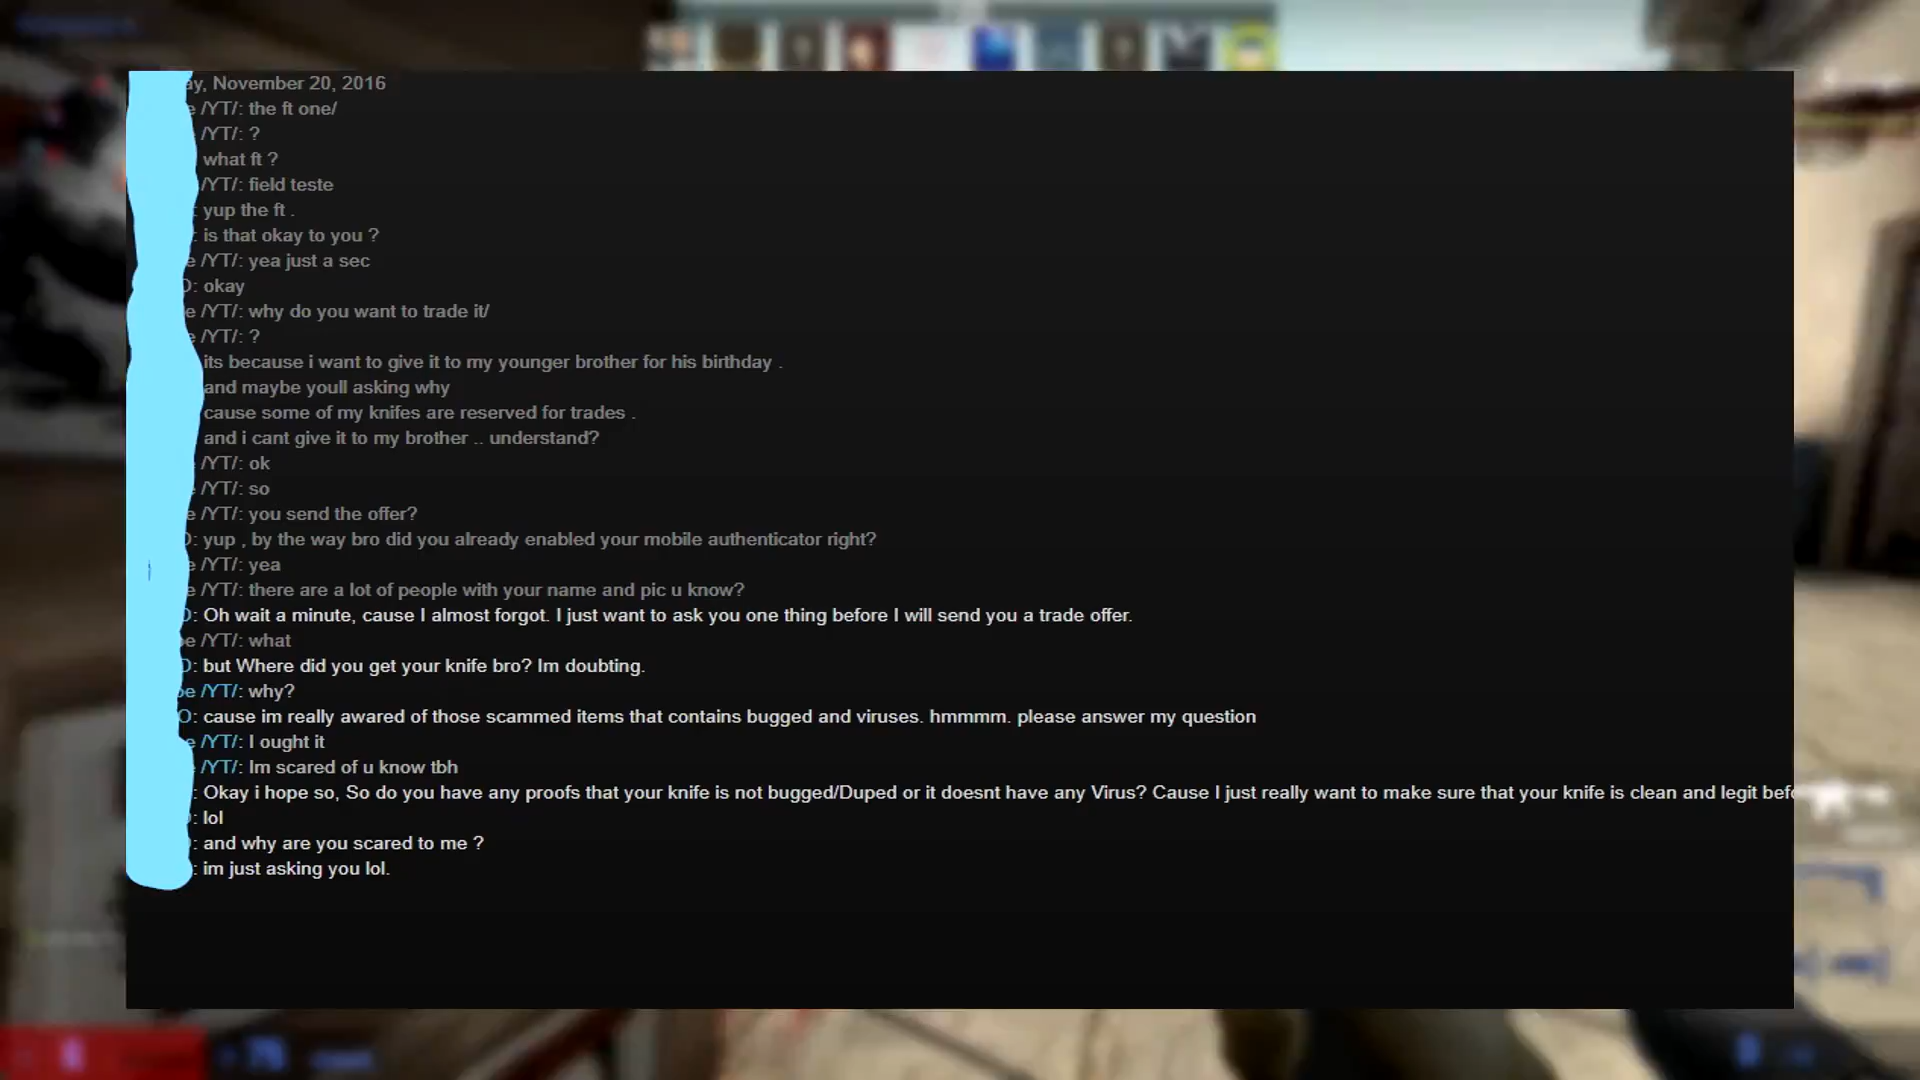 ay, November 20, 2016
e /YT/: the ft one/
/YT/: ?
what ft ?
/YT/: field teste
: yup the ft .
: is that okay to you ?
e /YT/: yea just a sec
O: okay
e /YT/: why do you want to trade it/
e /YT/: ?
its because i want to give it to my younger brother for his birthday .
and maybe youll asking why
cause some of my knifes are reserved for trades .
and i cant give it to my brother .. understand?
/YT/: ok
/YT/: so
e /YT/: you send the offer?
O: yup , by the way bro did you already enabled your mobile authenticator right?
e /YT/: yea
e /YT/: there are a lot of people with your name and pic u know?
O: Oh wait a minute, cause I almost forgot. I just want to ask you one thing before I will send you a trade offer.
be /YT/: what
O: but Where did you get your knife bro? Im doubting.
be /YT/: why?
O: cause im really awared of those scammed items that contains bugged and viruses. hmmmm. please answer my question
e /YT/: I ought it
e /YT/: Im scared of u know tbh
: Okay i hope so, So do you have any proofs that your knife is not bugged/Duped or it doesnt have any Virus? Cause I just really want to make sure that your knife is clean and legit bef
: lol
: and why are you scared to me ?
: im just asking you lol.